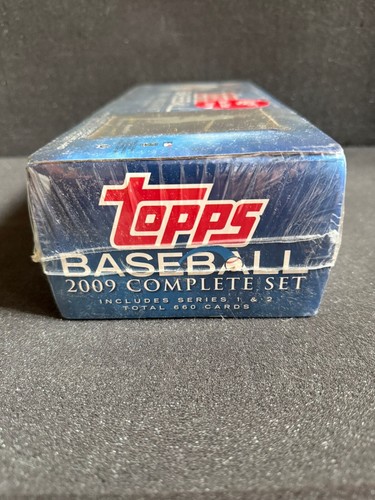 Topps
BASEBALL
2009 COMPLETE SET
INCLUDES SERIES 1 & 2
TOTAL 660 CARDS